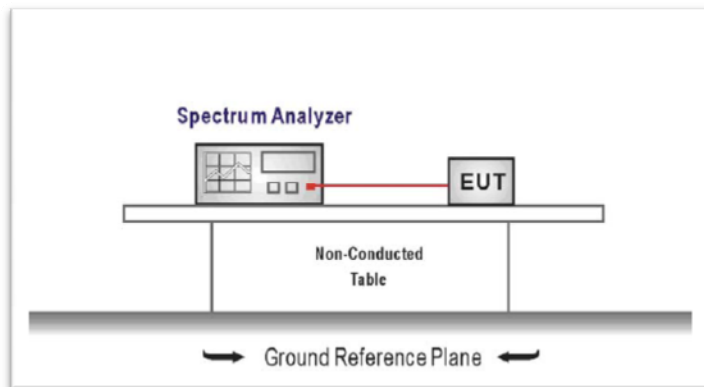 Spectrum Analyzer
EUT
Non-Conducted
Table
Ground Reference Plane